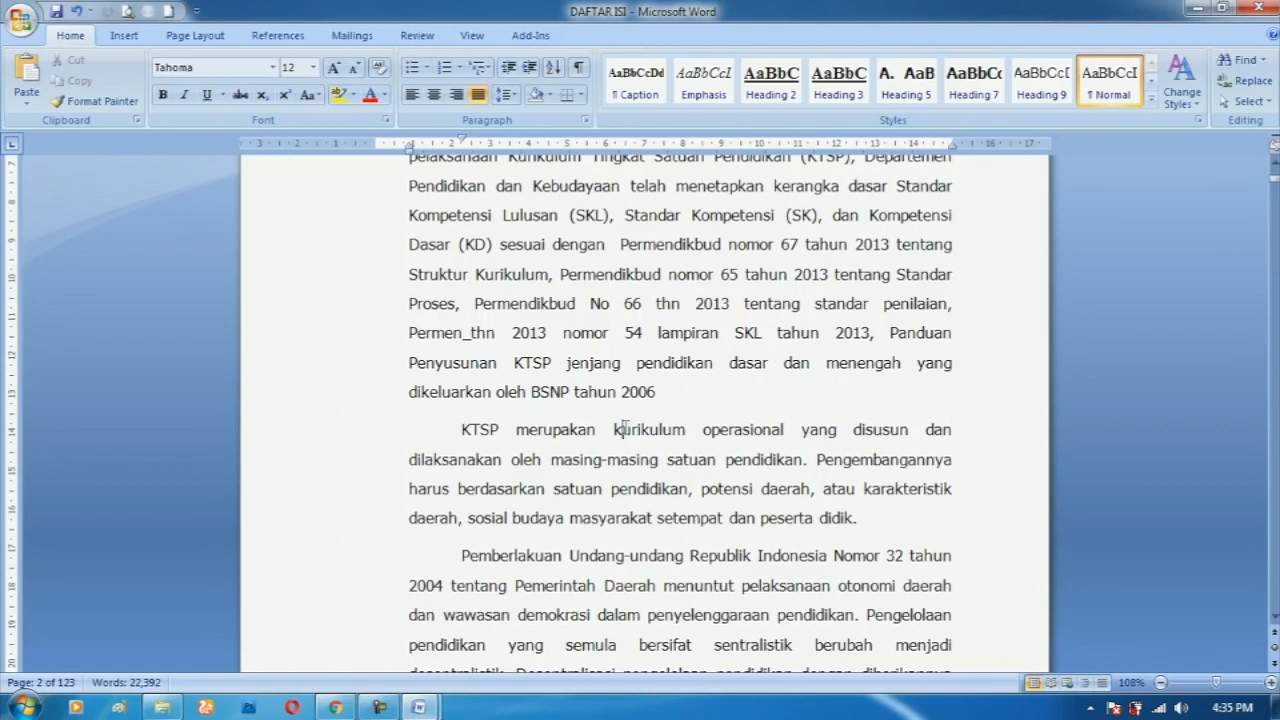 DAFTAR ISI - Microsoft Word
Home Insert Page Layout References Mailings Review View Add-Ins
Paste
Cut
Copy
Format Painter
Clipboard
Tahoma 12
Font
Paragraph
AaBbCcDd AaBbCcI AaBbC AaBbC A. AaB AaBbCc AaBbCcD AaBbCcI
¶ Caption Emphasis Heading 2 Heading 3 Heading 5 Heading 7 Heading 9 ¶ Normal
Change Styles
Styles
Find
Replace
Select
Editing
pelaksanaan Kurikulum Tingkat Satuan Pendidikan (KTSP), Departemen
Pendidikan dan Kebudayaan telah menetapkan kerangka dasar Standar
Kompetensi Lulusan (SKL), Standar Kompetensi (SK), dan Kompetensi
Dasar (KD) sesuai dengan Permendikbud nomor 67 tahun 2013 tentang
Struktur Kurikulum, Permendikbud nomor 65 tahun 2013 tentang Standar
Proses, Permendikbud No 66 thn 2013 tentang standar penilaian,
Permen_thn 2013 nomor 54 lampiran SKL tahun 2013, Panduan
Penyusunan KTSP jenjang pendidikan dasar dan menengah yang
dikeluarkan oleh BSNP tahun 2006
KTSP merupakan kurikulum operasional yang disusun dan
dilaksanakan oleh masing-masing satuan pendidikan. Pengembangannya
harus berdasarkan satuan pendidikan, potensi daerah, atau karakteristik
daerah, sosial budaya masyarakat setempat dan peserta didik.
Pemberlakuan Undang-undang Republik Indonesia Nomor 32 tahun
2004 tentang Pemerintah Daerah menuntut pelaksanaan otonomi daerah
dan wawasan demokrasi dalam penyelenggaraan pendidikan. Pengelolaan
pendidikan yang semula bersifat sentralistik berubah menjadi
desentralistik. Desentralisasi pengelolaan pendidikan dengan diberikannya
Page: 2 of 123 Words: 22,392 108%
4:35 PM